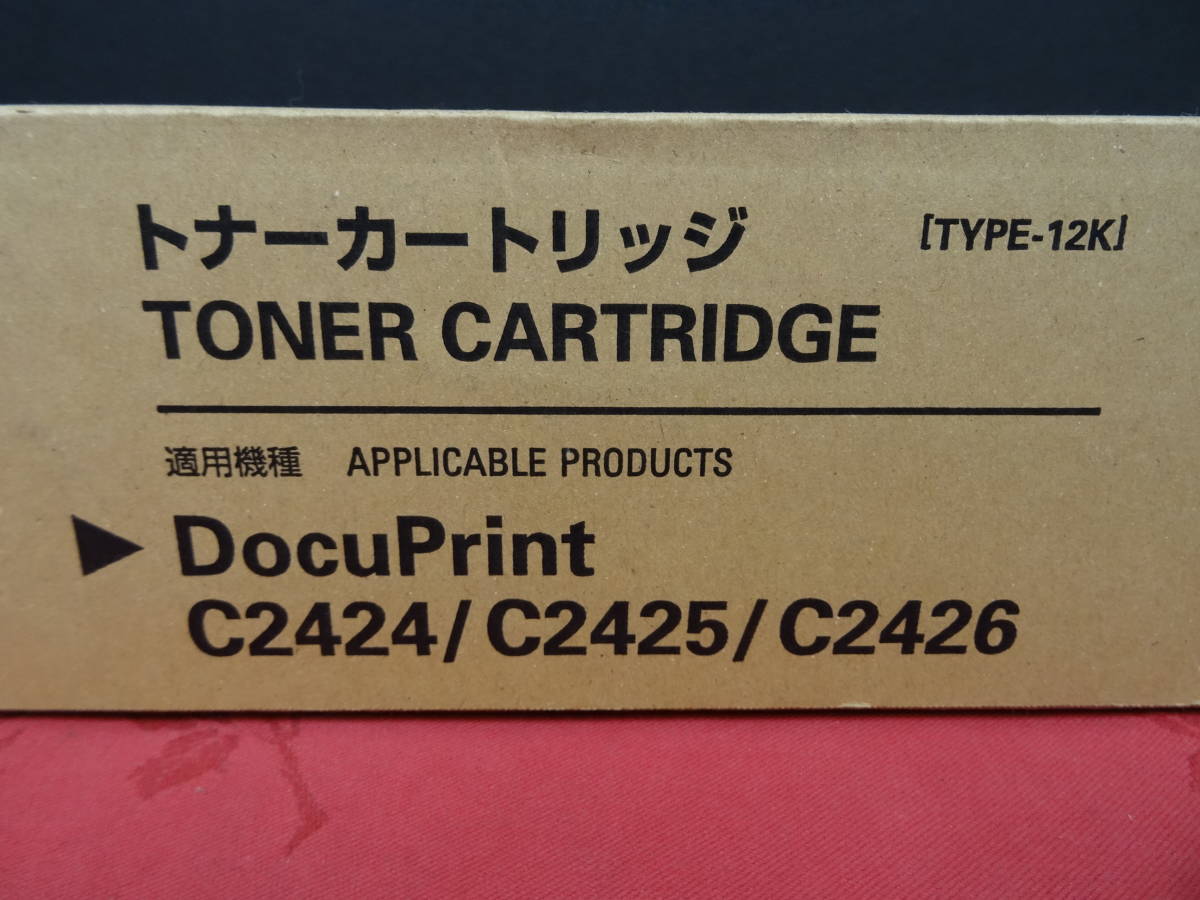 トナーカートリッジ [TYPE-12K]
TONER CARTRIDGE
適用機種 APPLICABLE PRODUCTS
▶ DocuPrint
C2424/C2425/C2426